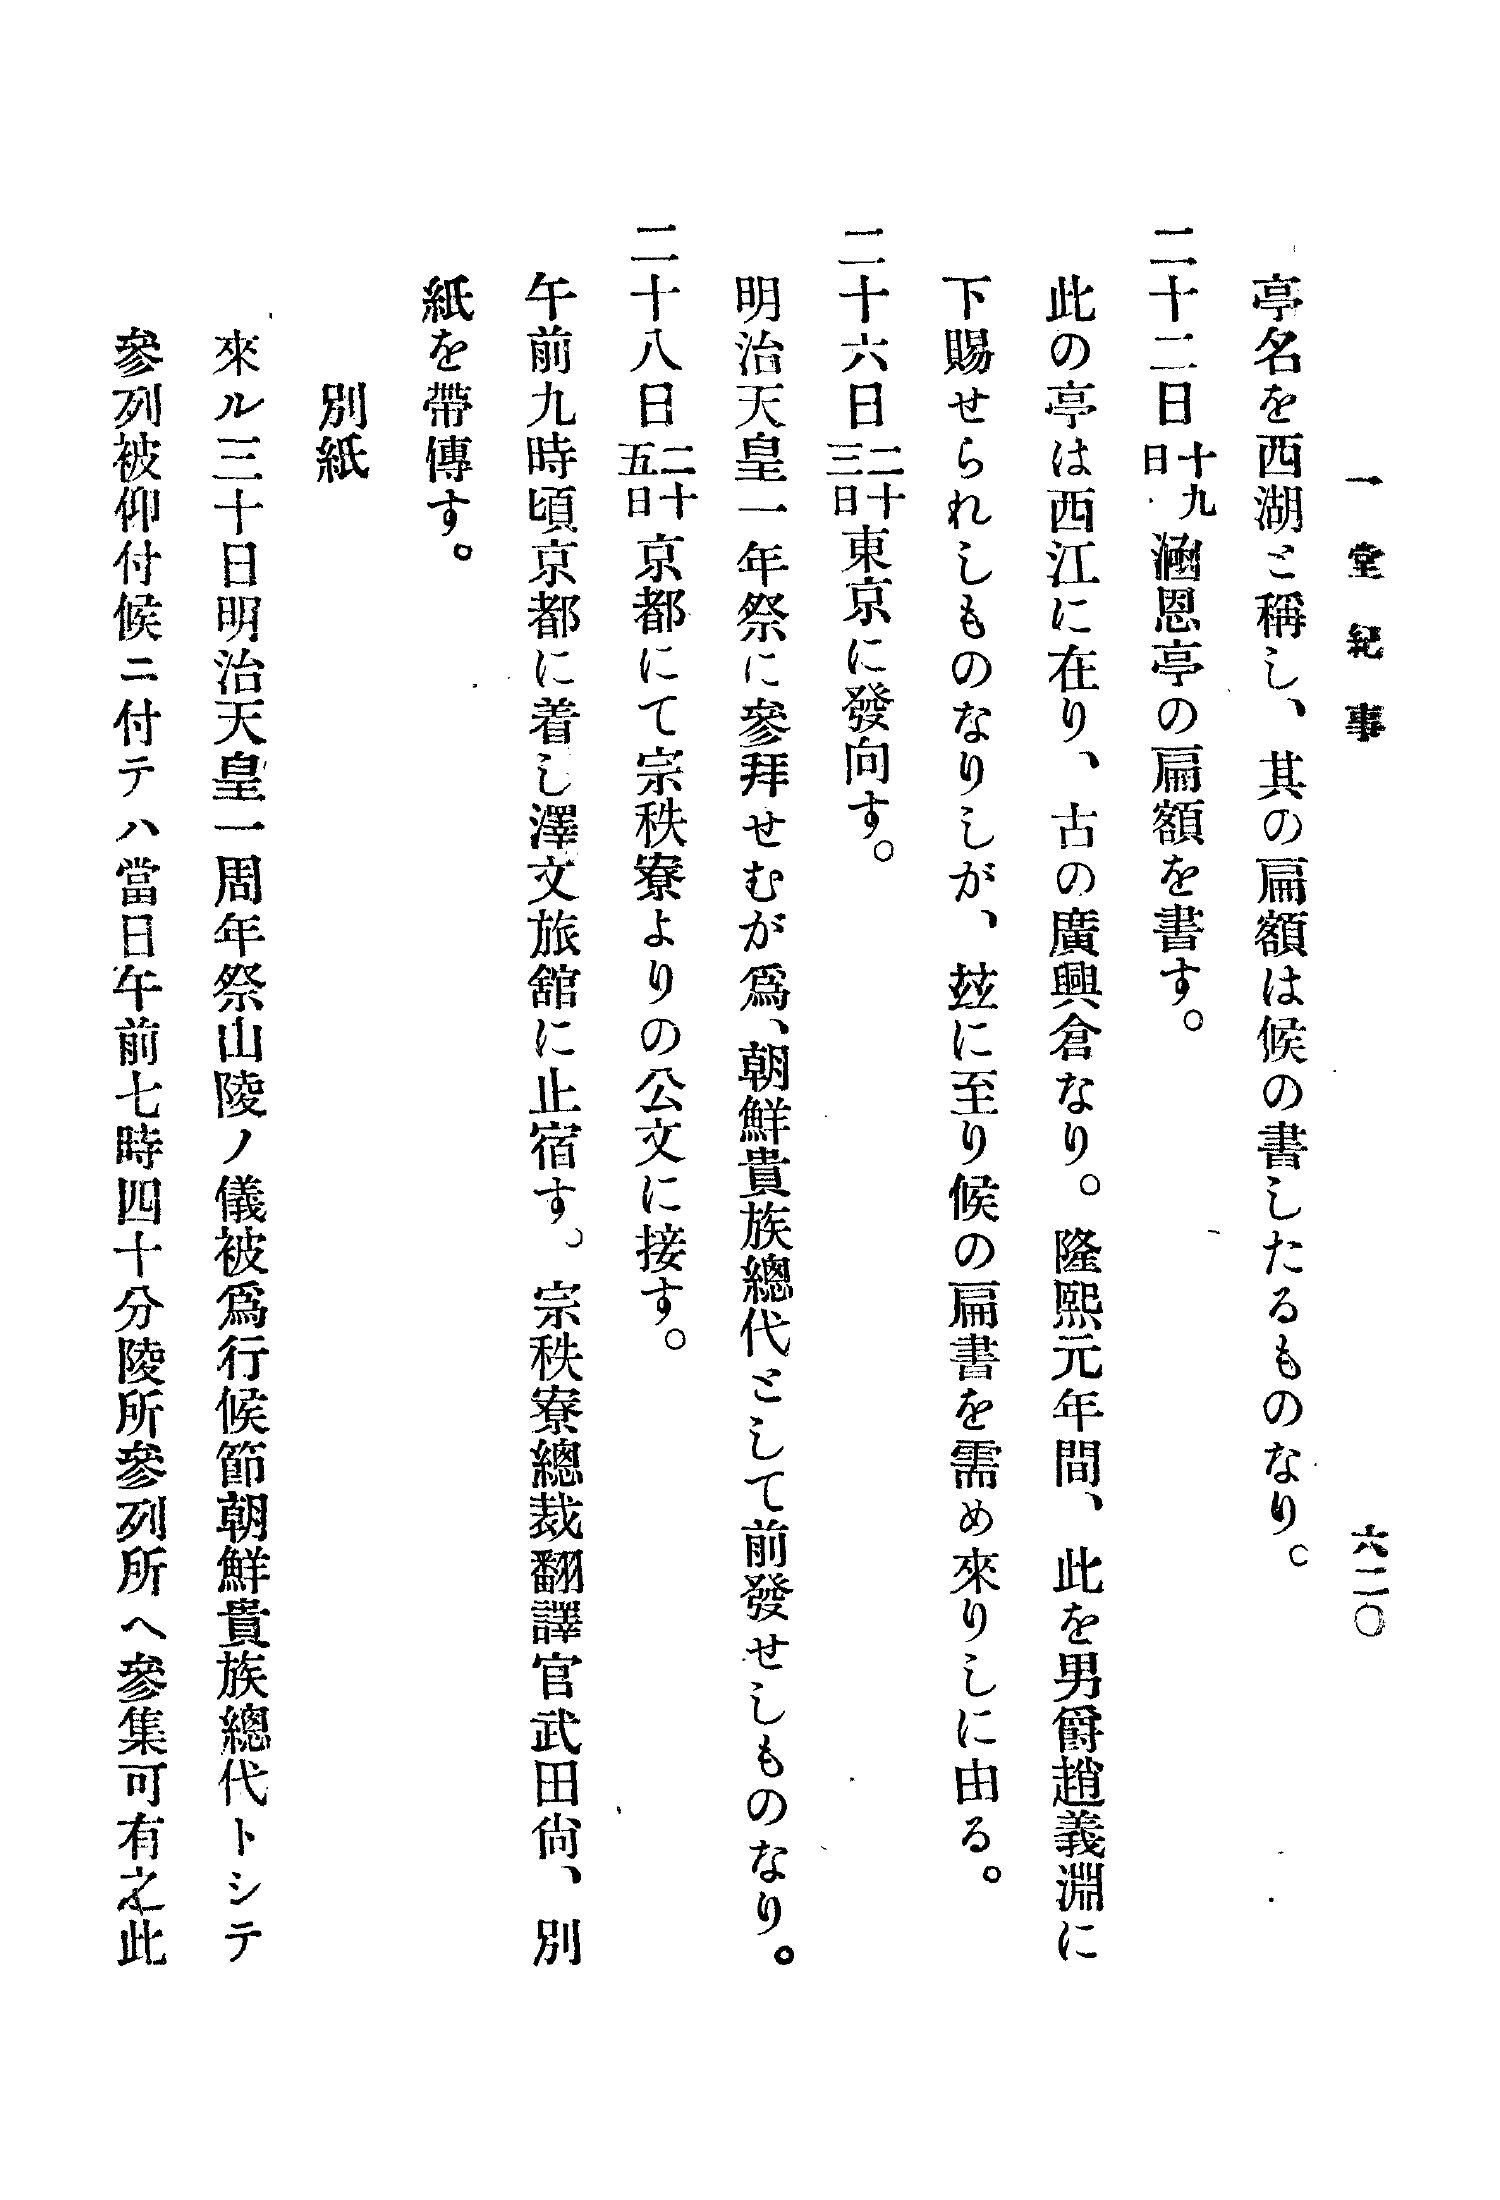 一堂紀事
六二〇
亭名を西湖と稱し、其の扁額は候の書したるものなり。
二十二日十九日涵恩亭の扁額を書す。
此の亭は西江に在り、古の廣興倉なり。隆熙元年間、此を男爵趙義淵に
下賜せられしものなりしが、玆に至り候の扁書を需め來りしに由る。
二十六日二十三日東京に發向す。
明治天皇一年祭に參拜せむが爲、朝鮮貴族總代として前發せしものなり。
二十八日二十五日京都にて宗秩寮よりの公文に接す。
午前九時頃京都に着し澤文旅舘に止宿す。宗秩寮總裁翻譯官武田尙、別
紙を帶傳す。
別紙
來ル三十日明治天皇一周年祭山陵ノ儀被爲行候節朝鮮貴族總代トシテ
參列被仰付候ニ付テハ當日午前七時四十分陵所參列所ヘ參集可有之此